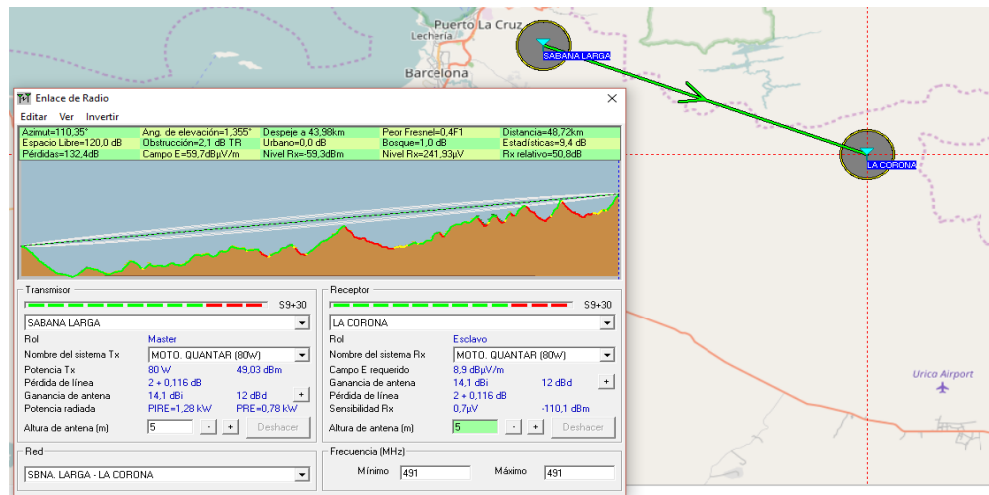 Puerto La Cruz
Lechería
SABANA LARGA
Barcelona
LA CORONA
Urica Airport
Enlace de Radio
Editar Ver Invertir
Azimut=110,35° Ang. de elevación=1,355° Despeje a 43,98km Peor Fresnel=0,4F1 Distancia=48,72km
Espacio Libre=120,0 dB Obstrucción=2,1 dB TR Urbano=0,0 dB Bosque=1,0 dB Estadísticas=9,4 dB
Pérdidas=132,4dB Campo E=59,7dBµV/m Nivel Rx=-59,3dBm Nivel Rx=241,93µV Rx relativo=50,8dB
Transmisor
S9+30
SABANA LARGA
Rol Master
Nombre del sistema Tx MOTO. QUANTAR (80W)
Potencia Tx 80 W 49,03 dBm
Pérdida de línea 2 + 0,116 dB
Ganancia de antena 14,1 dBi 12 dBd +
Potencia radiada PIRE=1,28 kW PRE=0,78 kW
Altura de antena (m) 5 - + Deshacer
Receptor
S9+30
LA CORONA
Rol Esclavo
Nombre del sistema Rx MOTO. QUANTAR (80W)
Campo E requerido 8,9 dBµV/m
Ganancia de antena 14,1 dBi 12 dBd +
Pérdida de línea 2 + 0,116 dB
Sensibilidad Rx 0,7µV -110,1 dBm
Altura de antena (m) 5 - + Deshacer
Red
SBNA. LARGA - LA CORONA
Frecuencia (MHz)
Mínimo 491 Máximo 491